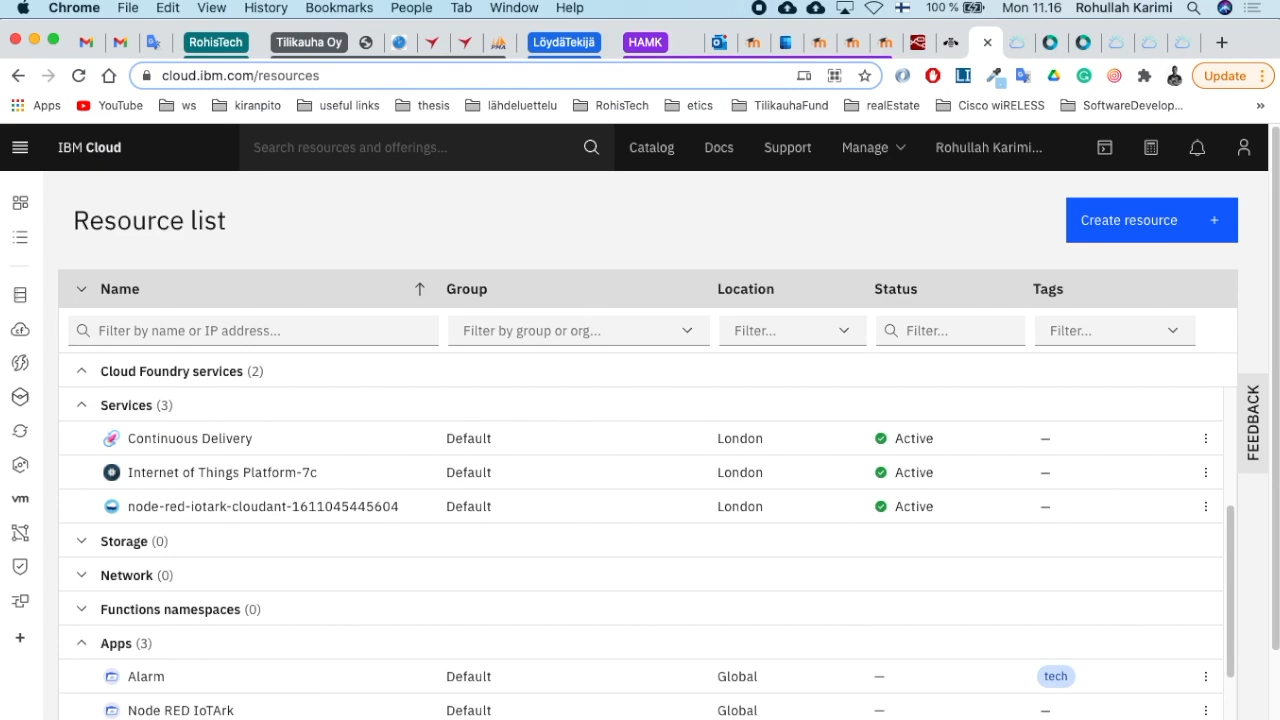 Chrome File Edit View History Bookmarks People Tab Window Help 100 % Mon 11.16 Rohullah Karimi
RohisTech Tilikauha Oy LöydäTekijä HAMK
cloud.ibm.com/resources Update
Apps YouTube ws kiranpito useful links thesis lähdeluettelu RohisTech etics TilikauhaFund realEstate Cisco wiRELESS SoftwareDevelop... »
IBM Cloud Search resources and offerings... Catalog Docs Support Manage Rohullah Karimi...
Resource list
Create resource +
Name Group Location Status Tags
Filter by name or IP address... Filter by group or org... Filter... Filter... Filter...
Cloud Foundry services (2)
Services (3)
Continuous Delivery Default London Active –
Internet of Things Platform-7c Default London Active –
node-red-iotark-cloudant-1611045445604 Default London Active –
Storage (0)
Network (0)
Functions namespaces (0)
Apps (3)
Alarm Default Global – tech
Node RED IoTArk Default Global – –
vm
FEEDBACK